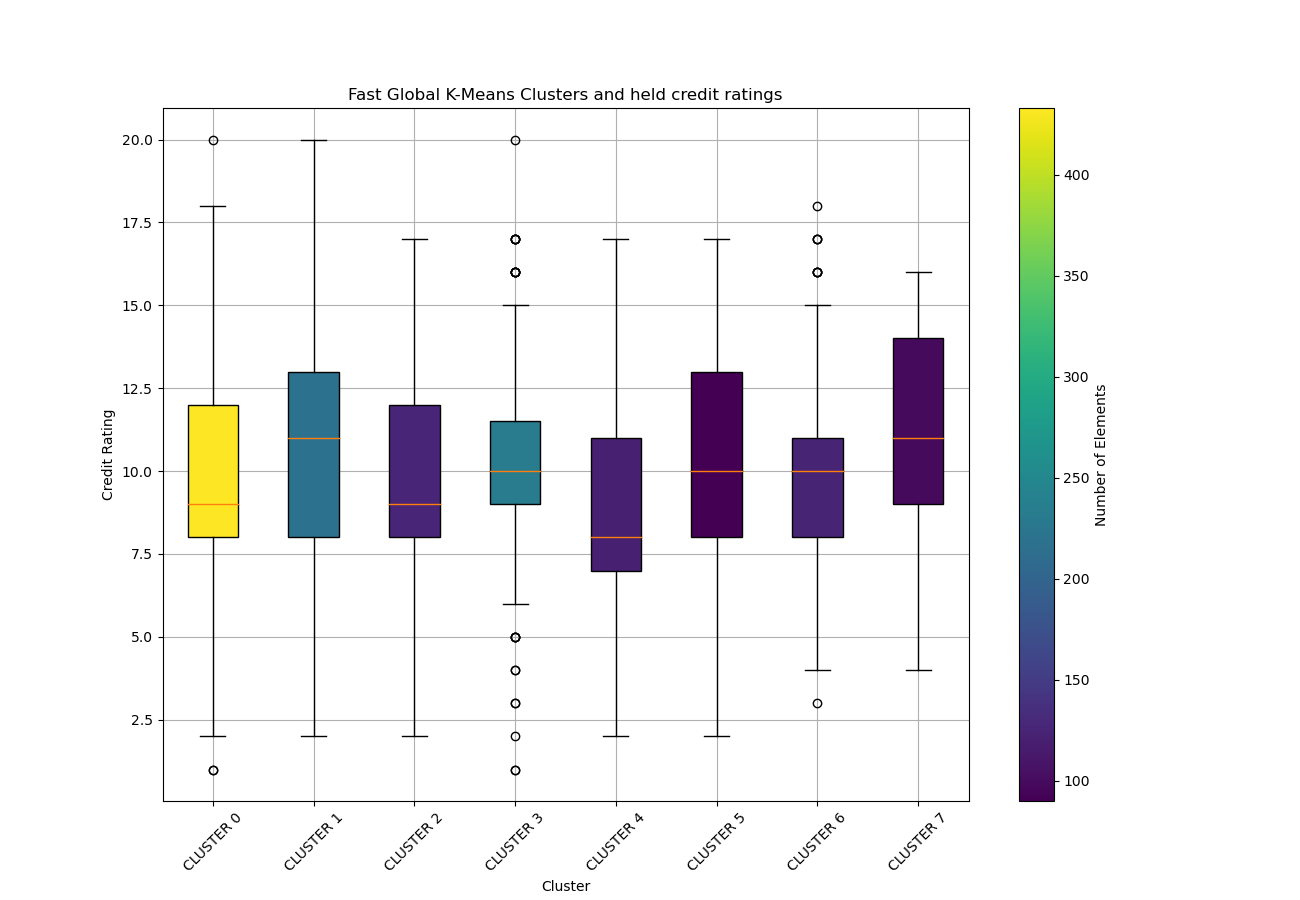 Fast Global K-Means Clusters and held credit ratings
20.0
17.5
15.0
12.5
10.0
7.5
5.0
2.5
Credit Rating
CLUSTER 0
CLUSTER 1
CLUSTER 2
CLUSTER 3
CLUSTER 4
CLUSTER 5
CLUSTER 6
CLUSTER 7
Cluster
400
350
300
250
200
150
100
Number of Elements